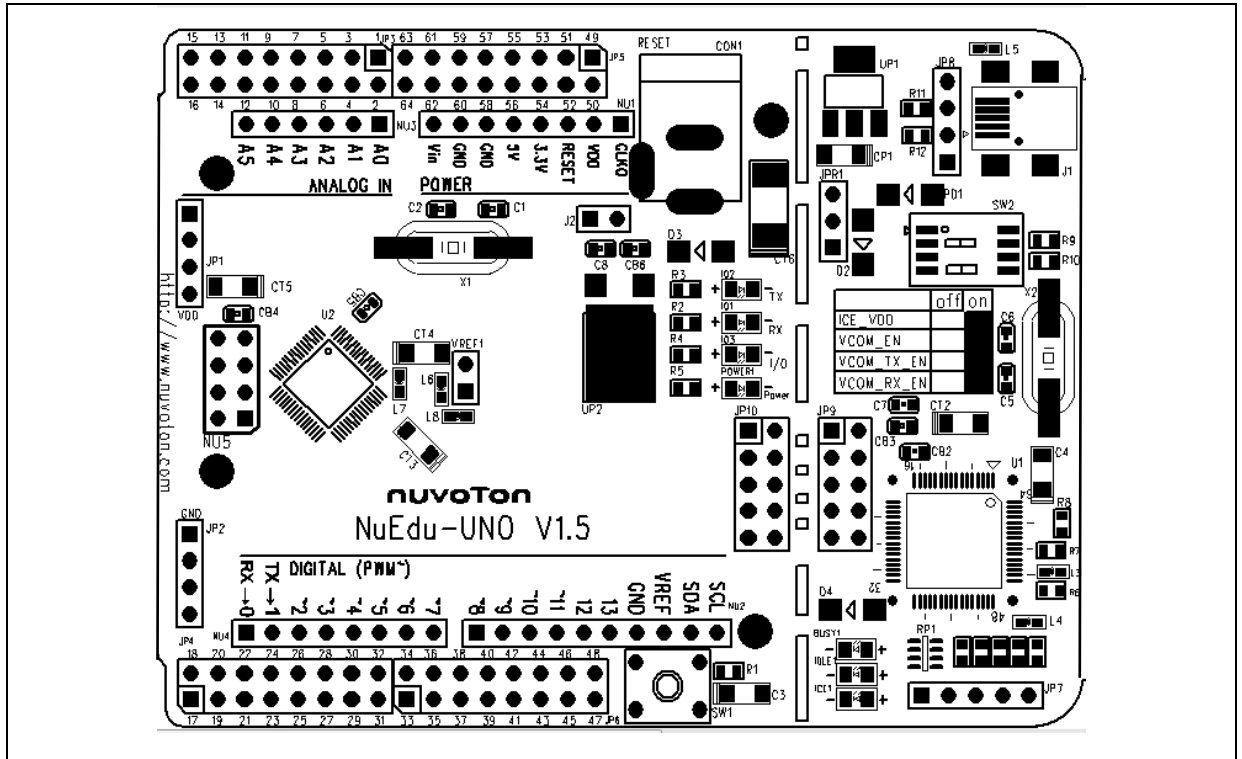 15 13 11 9 7 5 3 1 JP3 63 61 59 57 55 53 51 49 JP5
16 14 12 10 8 6 4 2 64 62 60 58 56 54 52 50
RESET CON1
NU3 NU1
A5 A4 A3 A2 A1 A0
Vin GND GND 5V 3.3V RESET VDD CLKO
ANALOG IN POWER
UP1 JPR L5
R11
R12
CP1 J1
JPR1 PD1
SW2
C2 C1 J2
JP1 X1 C8 CB6 D3 CT6 D2 R9
R10
CT5
VDD
CB4 U2 CB5
http://www.nuvoton.com
R3 + IO2 - TX
R2 + IO1 - RX
R4 + IO3 - I/O
R5 + POWER1 - Power
off on
ICE_VDD
VCOM_EN
VCOM_TX_EN
VCOM_RX_EN
X2
C6
C5
CT4 VREF1
L6
L7 L8
CT3
NU5
UP2
JP10 JP9
C7 CT2
CB3
CB2
16 U1 C4
64
R8
R7
L3
R6
32 48
L4
nuvoTon
NuEdu-UNO V1.5
GND
JP2
DIGITAL (PWM~)
RX→0 TX→1 ~2 ~3 ~4 ~5 ~6 ~7 ~8 ~9 ~10 ~11 12 13 GND VREF SDA SCL
NU4 NU2
D4
BUSY1 - +
IDLE1 - +
ICE1 - +
RP1
JP7
JP4 18 20 22 24 26 28 30 32 34 36 38 40 42 44 46 48
17 19 21 23 25 27 29 31 33 35 37 39 41 43 45 47 JP6
SW1
R1
C3